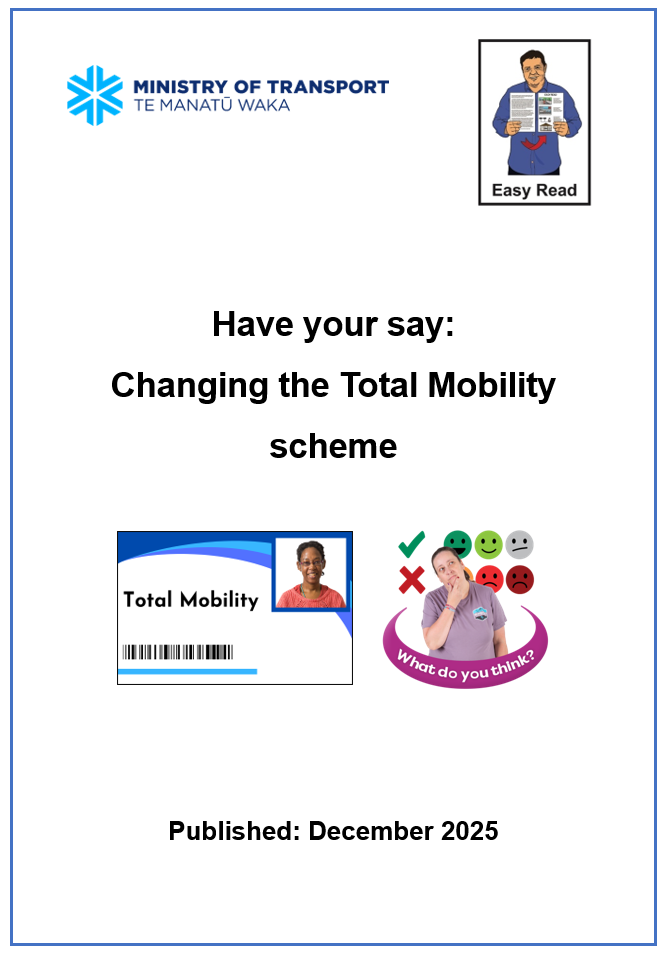 MINISTRY OF TRANSPORT
TE MANATŪ WAKA
Easy Read
Have your say:
Changing the Total Mobility
scheme
Total Mobility
What do you think?
Published: December 2025